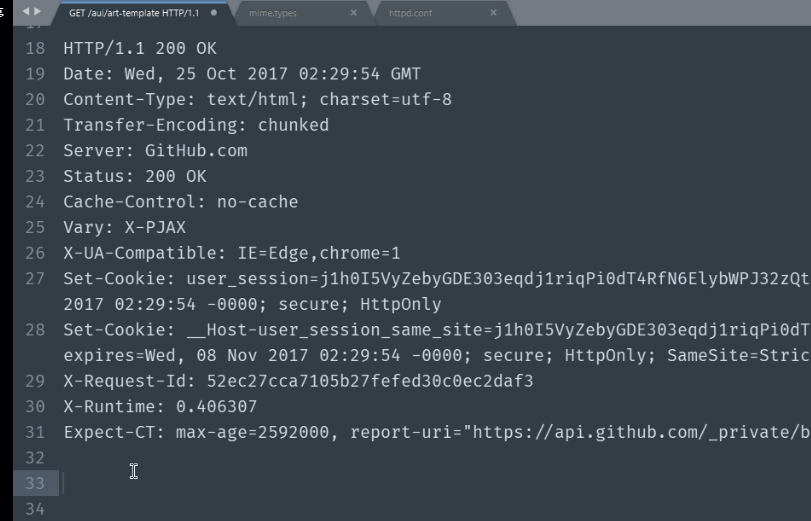 GET /aui/art-template HTTP/1.1
mime.types
httpd.conf
18 HTTP/1.1 200 OK
19 Date: Wed, 25 Oct 2017 02:29:54 GMT
20 Content-Type: text/html; charset=utf-8
21 Transfer-Encoding: chunked
22 Server: GitHub.com
23 Status: 200 OK
24 Cache-Control: no-cache
25 Vary: X-PJAX
26 X-UA-Compatible: IE=Edge,chrome=1
27 Set-Cookie: user_session=j1h0I5VyZebyGDE303eqdj1riqPi0dT4RfN6ElybWPJ32zQt
2017 02:29:54 -0000; secure; HttpOnly
28 Set-Cookie: __Host-user_session_same_site=j1h0I5VyZebyGDE303eqdj1riqPi0dT
expires=Wed, 08 Nov 2017 02:29:54 -0000; secure; HttpOnly; SameSite=Stric
29 X-Request-Id: 52ec27cca7105b27fefed30c0ec2daf3
30 X-Runtime: 0.406307
31 Expect-CT: max-age=2592000, report-uri="https://api.github.com/_private/b
32
33
34